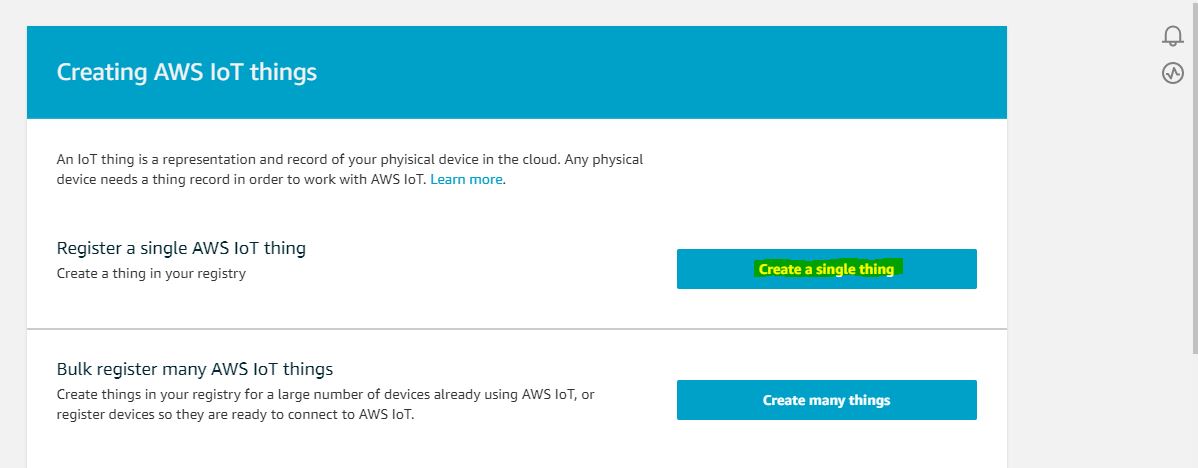 Creating AWS IoT things
An IoT thing is a representation and record of your phyisical device in the cloud. Any physical
device needs a thing record in order to work with AWS IoT. Learn more.
Register a single AWS IoT thing
Create a thing in your registry
Create a single thing
Bulk register many AWS IoT things
Create things in your registry for a large number of devices already using AWS IoT, or
register devices so they are ready to connect to AWS IoT.
Create many things